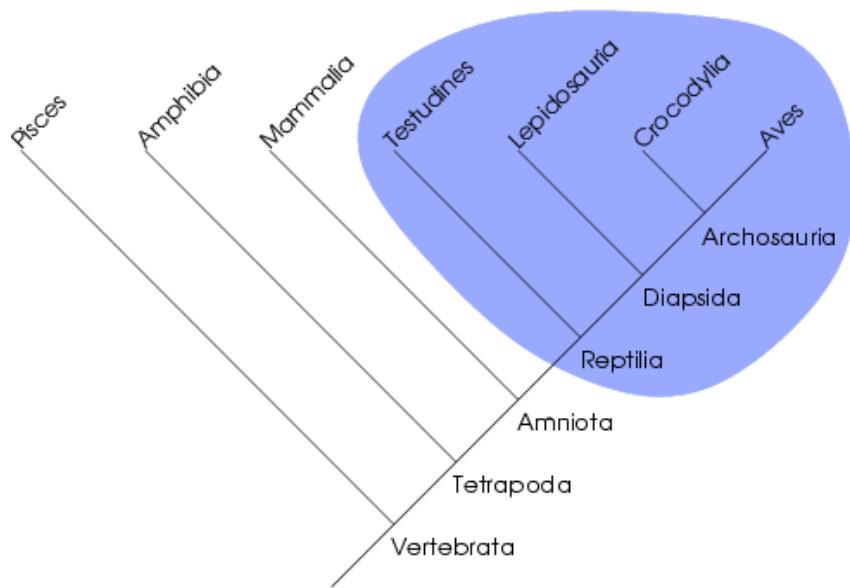 Pisces
Amphibia
Mammalia
Testudines
Lepidosauria
Crocodylia
Aves
Archosauria
Diapsida
Reptilia
Amniota
Tetrapoda
Vertebrata